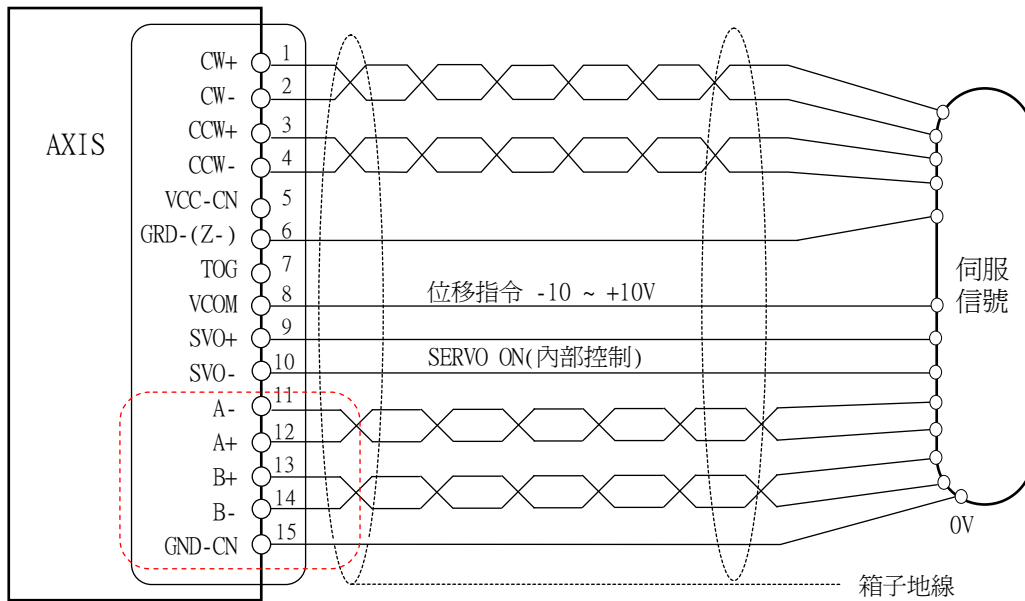 AXIS
CW+ 1
CW- 2
CCW+ 3
CCW- 4
VCC-CN 5
GRD-(Z-) 6
TOG 7
VCOM 8
SVO+ 9
SVO- 10
A- 11
A+ 12
B+ 13
B- 14
GND-CN 15
位移指令 -10 ~ +10V
SERVO ON(內部控制)
伺服
信號
0V
箱子地線